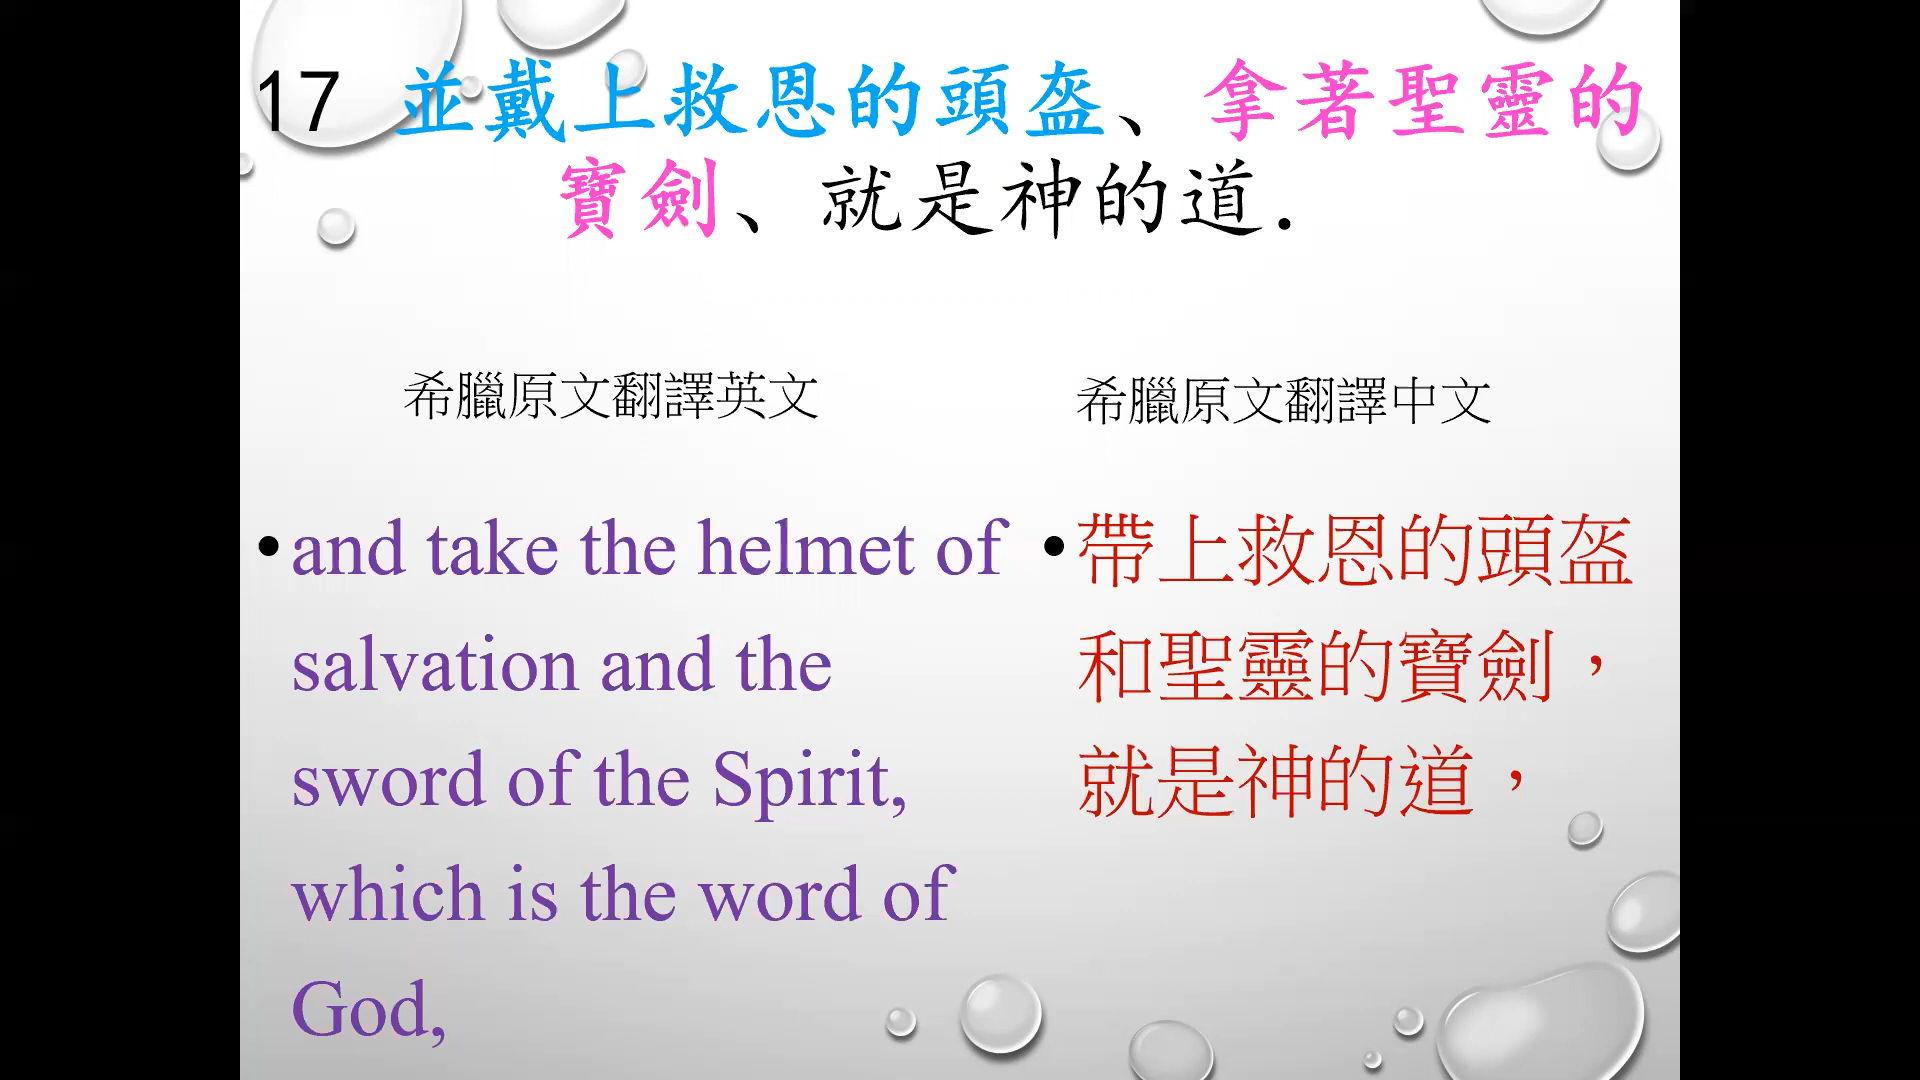 17 並戴上救恩的頭盔、拿著聖靈的
寶劍、就是神的道.
希臘原文翻譯英文
•and take the helmet of
salvation and the
sword of the Spirit,
which is the word of
God,
希臘原文翻譯中文
•帶上救恩的頭盔
和聖靈的寶劍，
就是神的道，